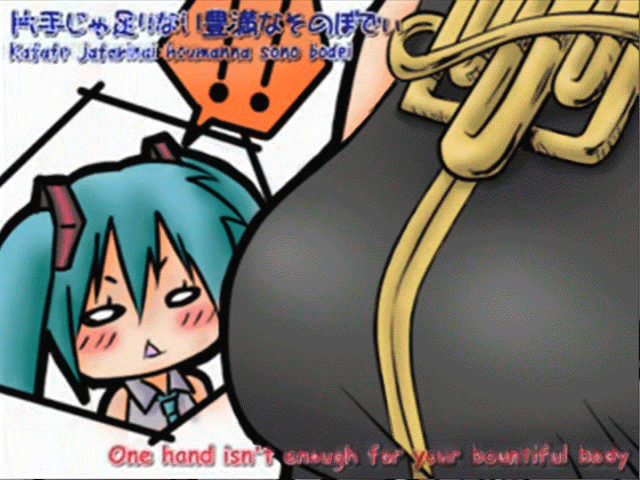 片手じゃ足りない豊満なそのぼでぃ
!!
Katate Jatarinai houmanna sono bodei
One hand isn't enough for your bountiful body